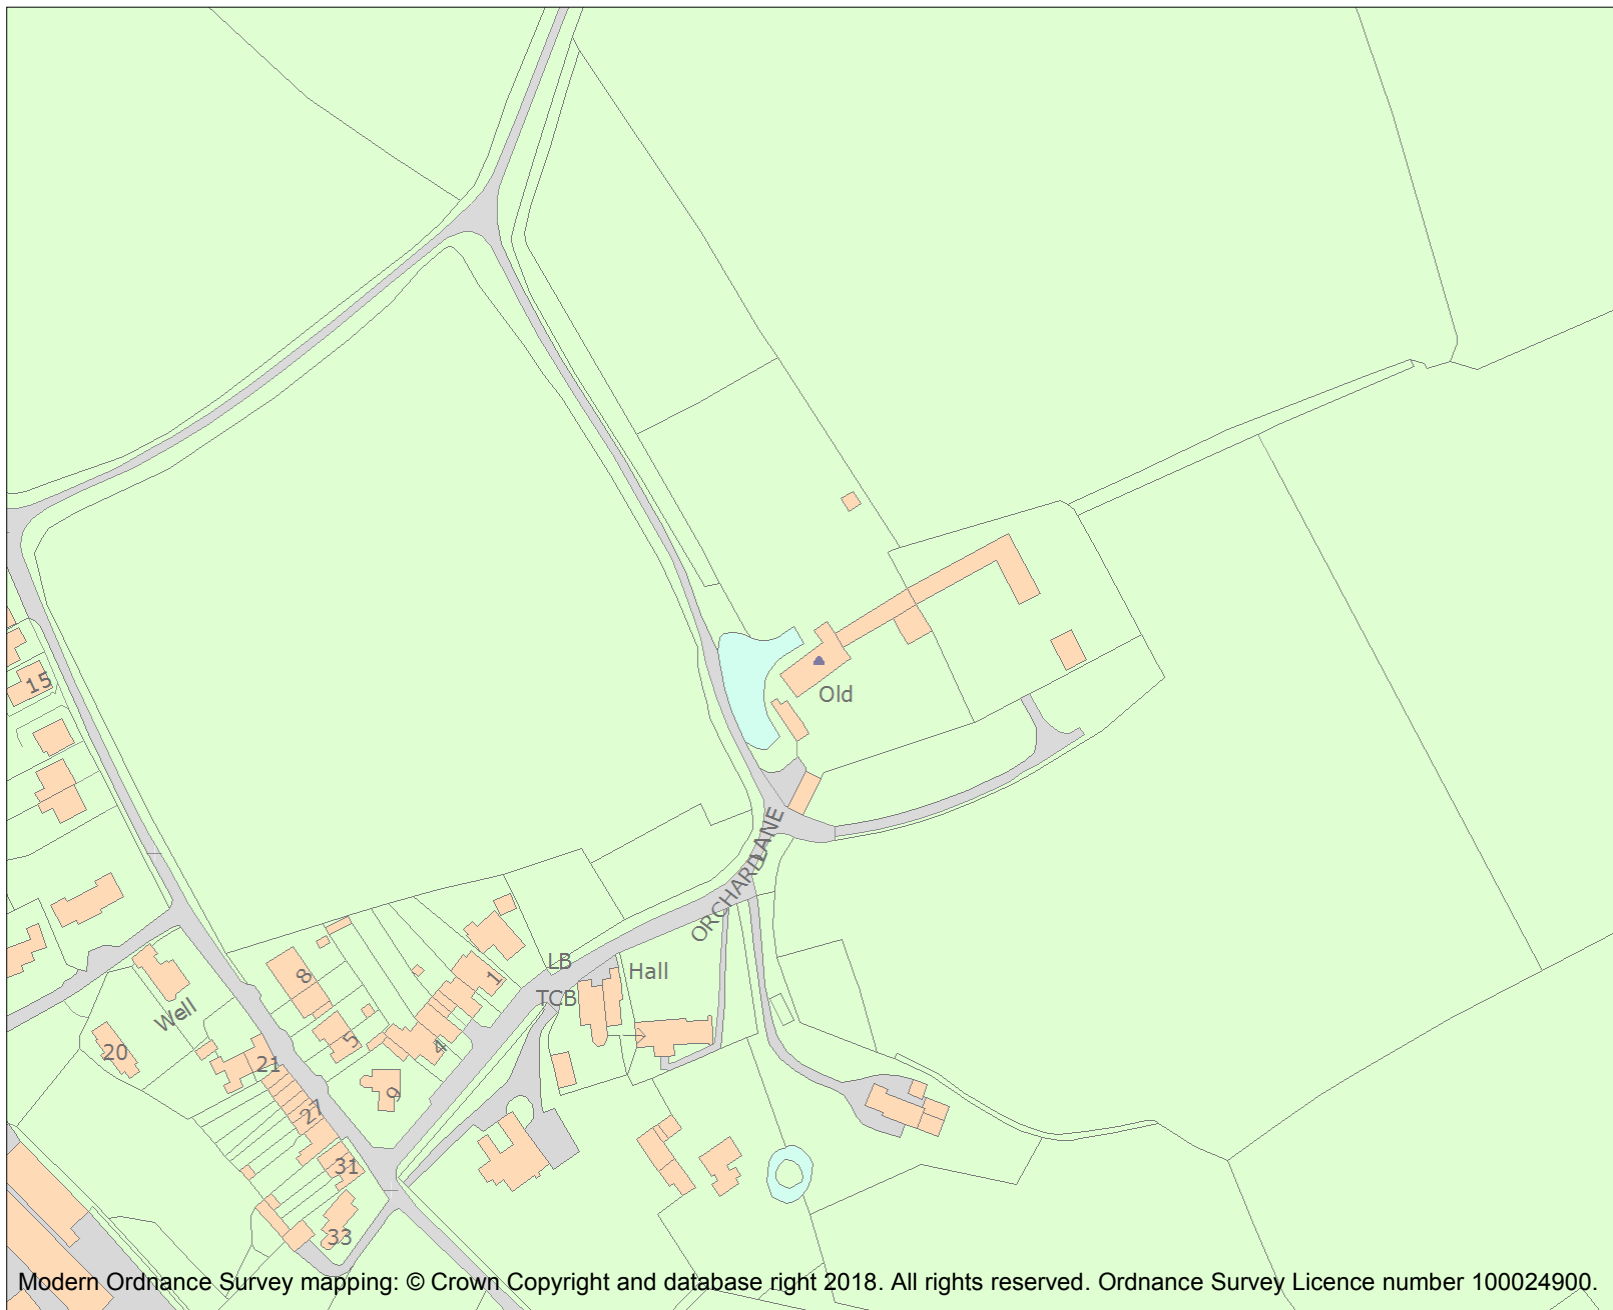 15
Old
ORCHARD LANE
LB
Hall
TCB
1
8
Well
5
4
20
21
9
27
31
33
Modern Ordnance Survey mapping: © Crown Copyright and database right 2018. All rights reserved. Ordnance Survey Licence number 100024900.